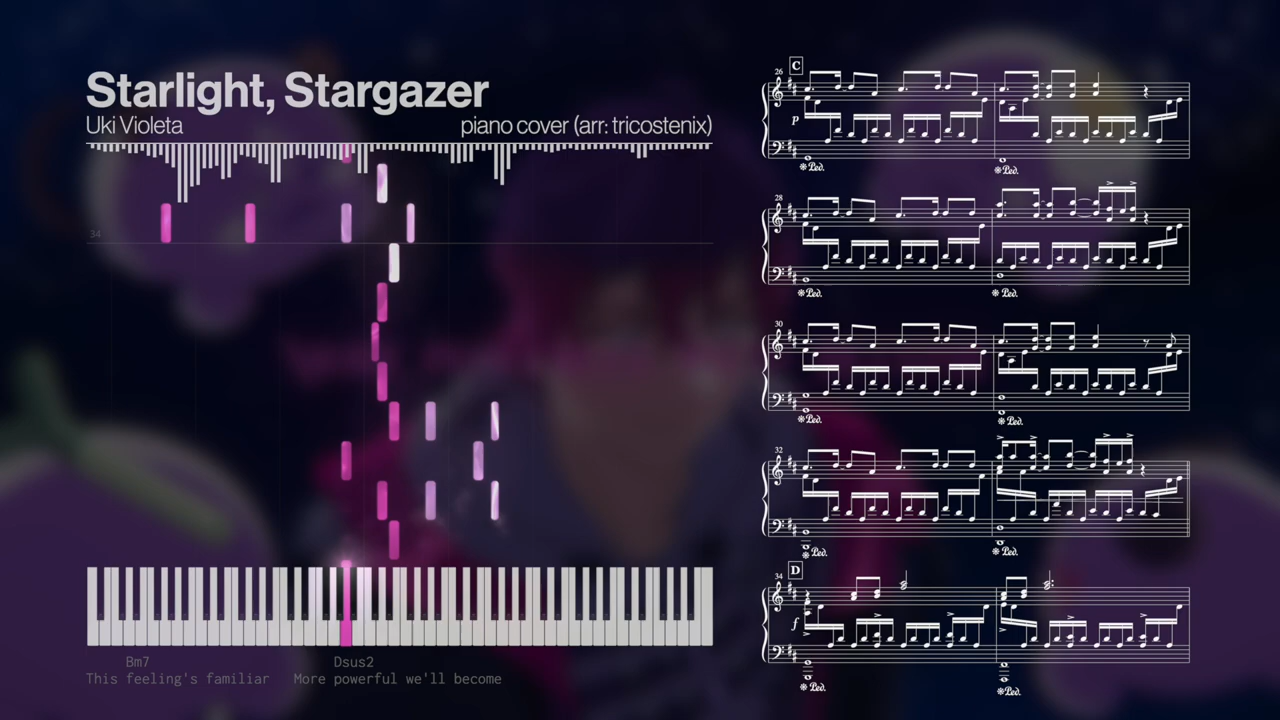 Starlight, Stargazer
Uki Violeta piano cover (arr: tricostenix)
34
Bm7 Dsus2
This feeling's familiar More powerful we'll become
C
26
p
Ped.
Ped.
28
Ped.
Ped.
30
Ped.
Ped.
32
Ped.
Ped.
D
34
f
Ped.
Ped.